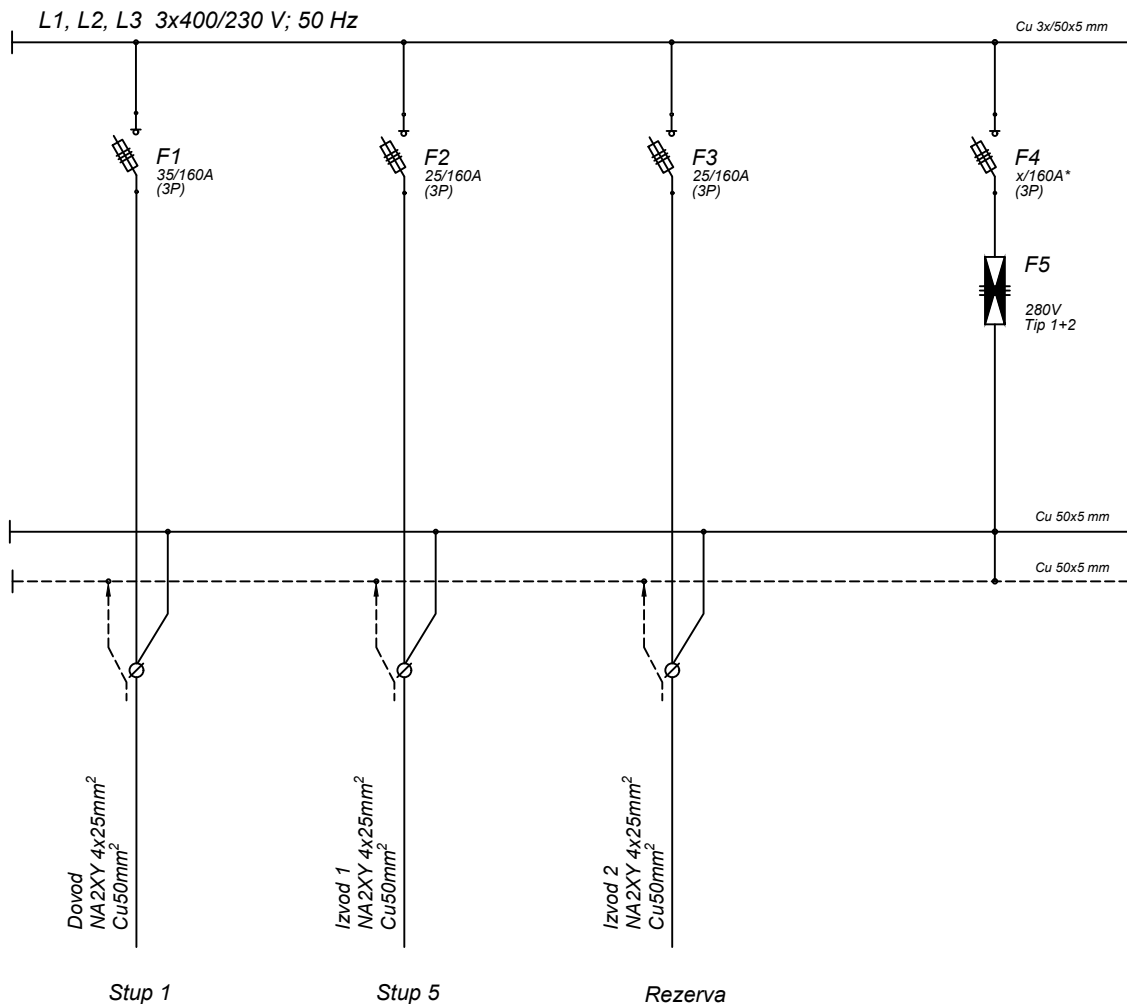 L1, L2, L3 3x400/230 V; 50 Hz
Cu 3x/50x5 mm
F1
35/160A
(3P)
F2
25/160A
(3P)
F3
25/160A
(3P)
F4
x/160A*
(3P)
F5
280V
Tip 1+2
Cu 50x5 mm
Cu 50x5 mm
Dovod
NA2XY 4x25mm²
Cu50mm²
Izvod 1
NA2XY 4x25mm²
Cu50mm²
Izvod 2
NA2XY 4x25mm²
Cu50mm²
Stup 1
Stup 5
Rezerva